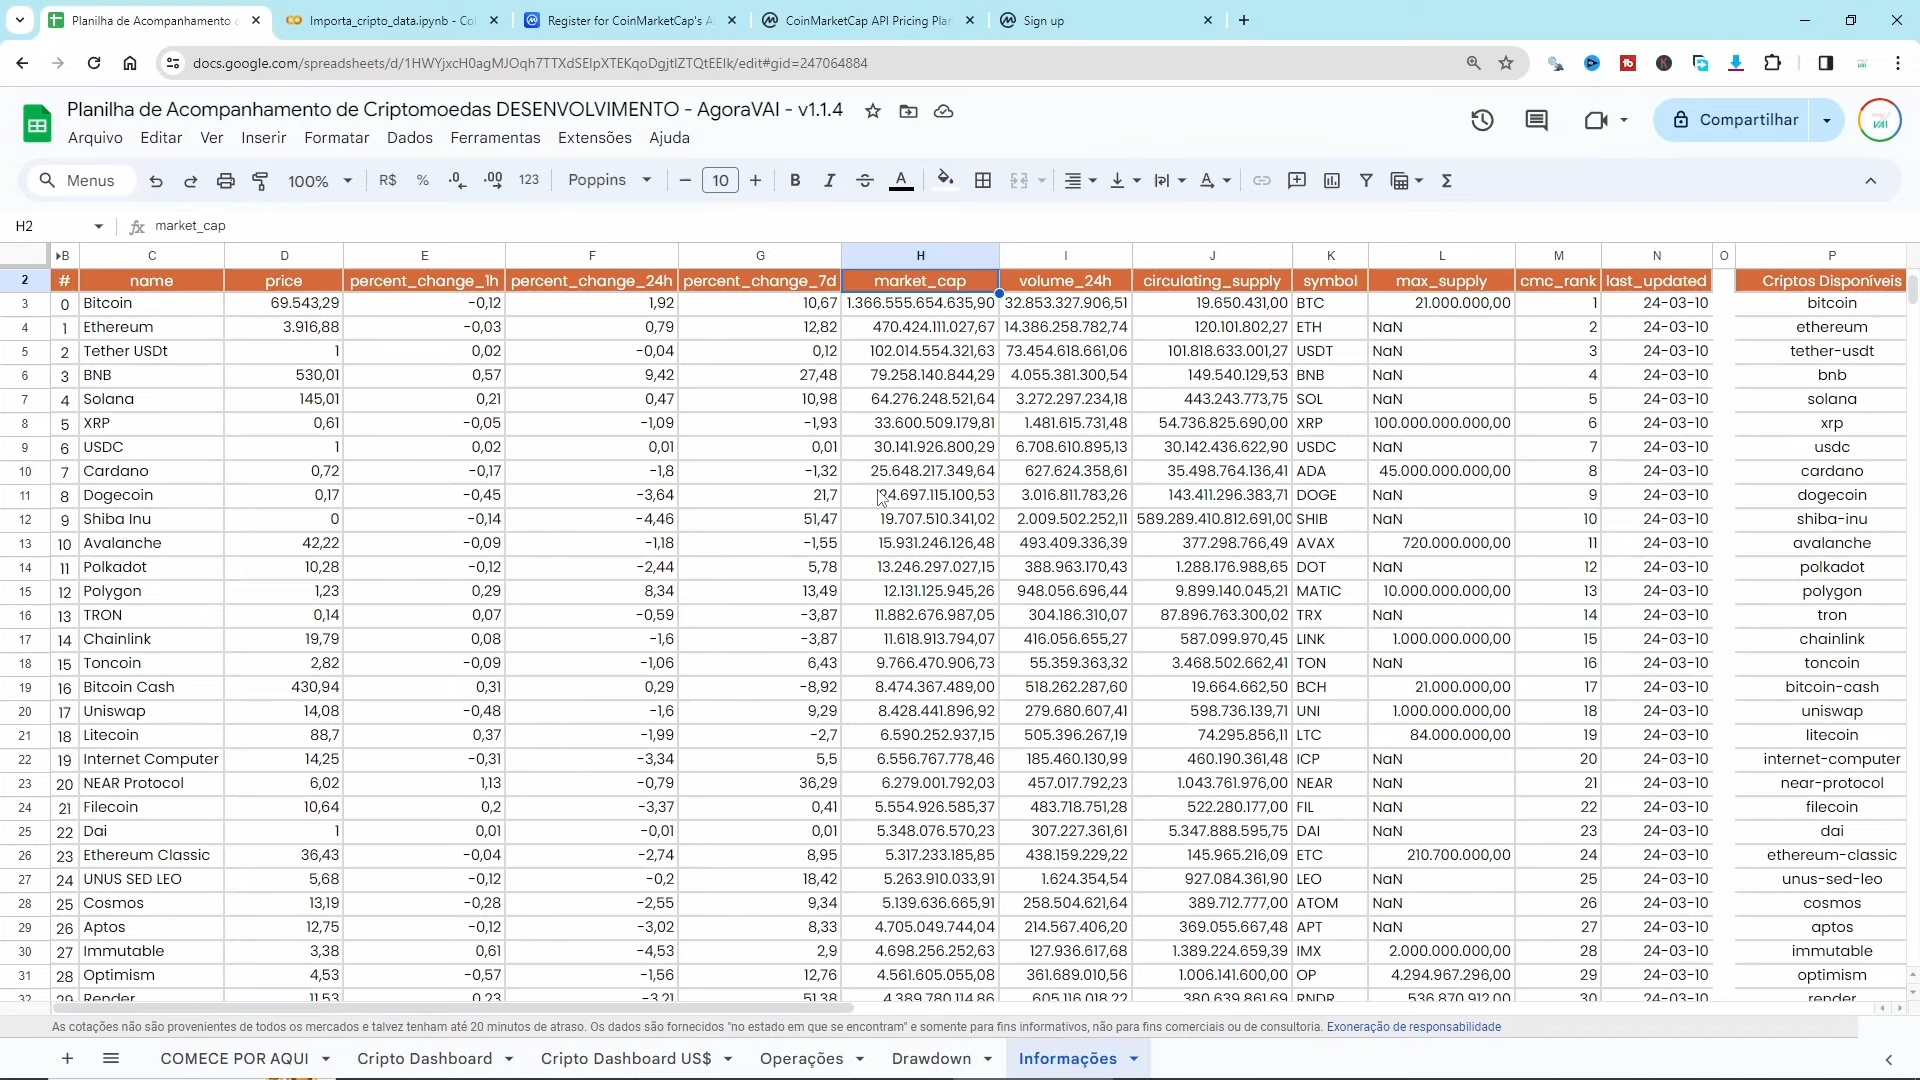 Planilha de Acompanhamento
Importa_cripto_data.ipynb - Co
Register for CoinMarketCap's A
CoinMarketCap API Pricing Plan
Sign up
docs.google.com/spreadsheets/d/1HWYjxcH0agMJOqh7TTXdSElpXTEKqoDgjtlZTQtEElk/edit#gid=247064884
Planilha de Acompanhamento de Criptomoedas DESENVOLVIMENTO - AgoraVAI - v1.1.4
Arquivo Editar Ver Inserir Formatar Dados Ferramentas Extensões Ajuda
Compartilhar
Menus 100% R$ % .0 .00 123 Poppins 10 B I A
H2 fx market_cap
B C D E F G H I J K L M N O P
2 # name price percent_change_1h percent_change_24h percent_change_7d market_cap volume_24h circulating_supply symbol max_supply cmc_rank last_updated Criptos Disponíveis
3 0 Bitcoin 69.543,29 -0,12 1,92 10,67 1.366.555.654.635,90 32.853.327.906,51 19.650.431,00 BTC 21.000.000,00 1 24-03-10 bitcoin
4 1 Ethereum 3.916,88 -0,03 0,79 12,82 470.424.111.027,67 14.386.258.782,74 120.101.802,27 ETH NaN 2 24-03-10 ethereum
5 2 Tether USDt 1 0,02 -0,04 0,12 102.014.554.321,63 73.454.618.661,06 101.818.633.001,27 USDT NaN 3 24-03-10 tether-usdt
6 3 BNB 530,01 0,57 9,42 27,48 79.258.140.844,29 4.055.381.300,54 149.540.129,53 BNB NaN 4 24-03-10 bnb
7 4 Solana 145,01 0,21 0,47 10,98 64.276.248.521,64 3.272.297.234,18 443.243.773,75 SOL NaN 5 24-03-10 solana
8 5 XRP 0,61 -0,05 -1,09 -1,93 33.600.509.179,81 1.481.615.731,48 54.736.825.690,00 XRP 100.000.000.000,00 6 24-03-10 xrp
9 6 USDC 1 0,02 0,01 0,01 30.141.926.800,29 6.708.610.895,13 30.142.436.622,90 USDC NaN 7 24-03-10 usdc
10 7 Cardano 0,72 -0,17 -1,8 -1,32 25.648.217.349,64 627.624.358,61 35.498.764.136,41 ADA 45.000.000.000,00 8 24-03-10 cardano
11 8 Dogecoin 0,17 -0,45 -3,64 21,7 24.697.115.100,53 3.016.811.783,26 143.411.296.383,71 DOGE NaN 9 24-03-10 dogecoin
12 9 Shiba Inu 0 -0,14 -4,46 51,47 19.707.510.341,02 2.009.502.252,11 589.289.410.812.691,00 SHIB NaN 10 24-03-10 shiba-inu
13 10 Avalanche 42,22 -0,09 -1,18 -1,55 15.931.246.126,48 493.409.336,39 377.298.766,49 AVAX 720.000.000,00 11 24-03-10 avalanche
14 11 Polkadot 10,28 -0,12 -2,44 5,78 13.246.297.027,15 388.963.170,43 1.288.176.988,65 DOT NaN 12 24-03-10 polkadot
15 12 Polygon 1,23 0,29 8,34 13,49 12.131.125.945,26 948.056.696,44 9.899.140.045,21 MATIC 10.000.000.000,00 13 24-03-10 polygon
16 13 TRON 0,14 0,07 -0,59 -3,87 11.882.676.987,05 304.186.310,07 87.896.763.300,02 TRX NaN 14 24-03-10 tron
17 14 Chainlink 19,79 0,08 -1,6 -3,87 11.618.913.794,07 416.056.655,27 587.099.970,45 LINK 1.000.000.000,00 15 24-03-10 chainlink
18 15 Toncoin 2,82 -0,09 -1,06 6,43 9.766.470.906,73 55.359.363,32 3.468.502.662,41 TON NaN 16 24-03-10 toncoin
19 16 Bitcoin Cash 430,94 0,31 0,29 -8,92 8.474.367.489,00 518.262.287,60 19.664.662,50 BCH 21.000.000,00 17 24-03-10 bitcoin-cash
20 17 Uniswap 14,08 -0,48 -1,6 9,29 8.428.441.896,92 279.680.607,41 598.736.139,71 UNI 1.000.000.000,00 18 24-03-10 uniswap
21 18 Litecoin 88,7 0,37 -1,99 -2,7 6.590.252.937,15 505.396.267,19 74.295.856,11 LTC 84.000.000,00 19 24-03-10 litecoin
22 19 Internet Computer 14,25 -0,31 -3,34 5,5 6.556.767.778,46 185.460.130,99 460.190.361,48 ICP NaN 20 24-03-10 internet-computer
23 20 NEAR Protocol 6,02 1,13 -0,79 36,29 6.279.001.792,03 457.017.792,23 1.043.761.976,00 NEAR NaN 21 24-03-10 near-protocol
24 21 Filecoin 10,64 0,2 -3,37 0,41 5.554.926.585,37 483.718.751,28 522.280.177,00 FIL NaN 22 24-03-10 filecoin
25 22 Dai 1 0,01 -0,01 0,01 5.348.076.570,23 307.227.361,61 5.347.888.595,75 DAI NaN 23 24-03-10 dai
26 23 Ethereum Classic 36,43 -0,04 -2,74 8,95 5.317.233.185,85 438.159.229,22 145.965.216,09 ETC 210.700.000,00 24 24-03-10 ethereum-classic
27 24 UNUS SED LEO 5,68 -0,12 -0,2 18,42 5.263.910.033,91 1.624.354,54 927.084.361,90 LEO NaN 25 24-03-10 unus-sed-leo
28 25 Cosmos 13,19 -0,28 -2,55 9,34 5.139.636.665,91 258.504.621,64 389.712.777,00 ATOM NaN 26 24-03-10 cosmos
29 26 Aptos 12,75 -0,12 -3,02 8,33 4.705.049.744,04 214.567.406,20 369.055.667,48 APT NaN 27 24-03-10 aptos
30 27 Immutable 3,38 0,61 -4,53 2,9 4.698.256.252,63 127.936.617,68 1.389.224.659,39 IMX 2.000.000.000,00 28 24-03-10 immutable
31 28 Optimism 4,53 -0,57 -1,56 12,76 4.561.605.055,08 361.689.010,56 1.006.141.600,00 OP 4.294.967.296,00 29 24-03-10 optimism
32 29 Render 11,53 0,23 -3,21 51,38 4.389.780.114,86 605.116.018,22 380.639.861,69 RNDR 536.870.912,00 30 24-03-10 render
As cotações não são provenientes de todos os mercados e talvez tenham até 20 minutos de atraso. Os dados são fornecidos "no estado em que se encontram" e somente para fins informativos, não para fins comerciais ou de consultoria. Exoneração de responsabilidade
COMECE POR AQUI Cripto Dashboard Cripto Dashboard US$ Operações Drawdown Informações